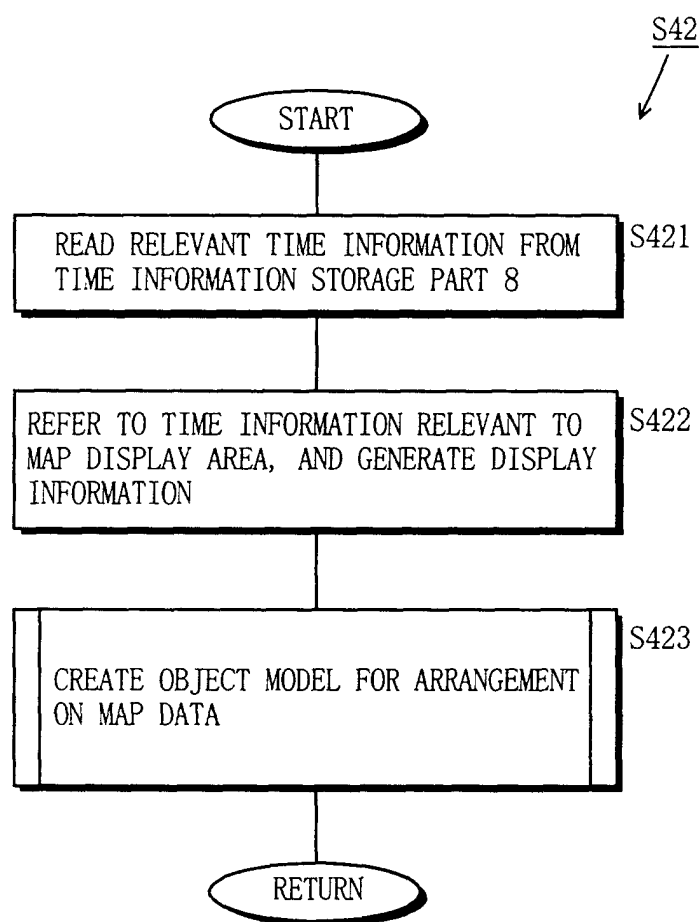 S42
START
READ RELEVANT TIME INFORMATION FROM
TIME INFORMATION STORAGE PART 8
S421
REFER TO TIME INFORMATION RELEVANT TO
MAP DISPLAY AREA, AND GENERATE DISPLAY
INFORMATION
S422
CREATE OBJECT MODEL FOR ARRANGEMENT
ON MAP DATA
S423
RETURN